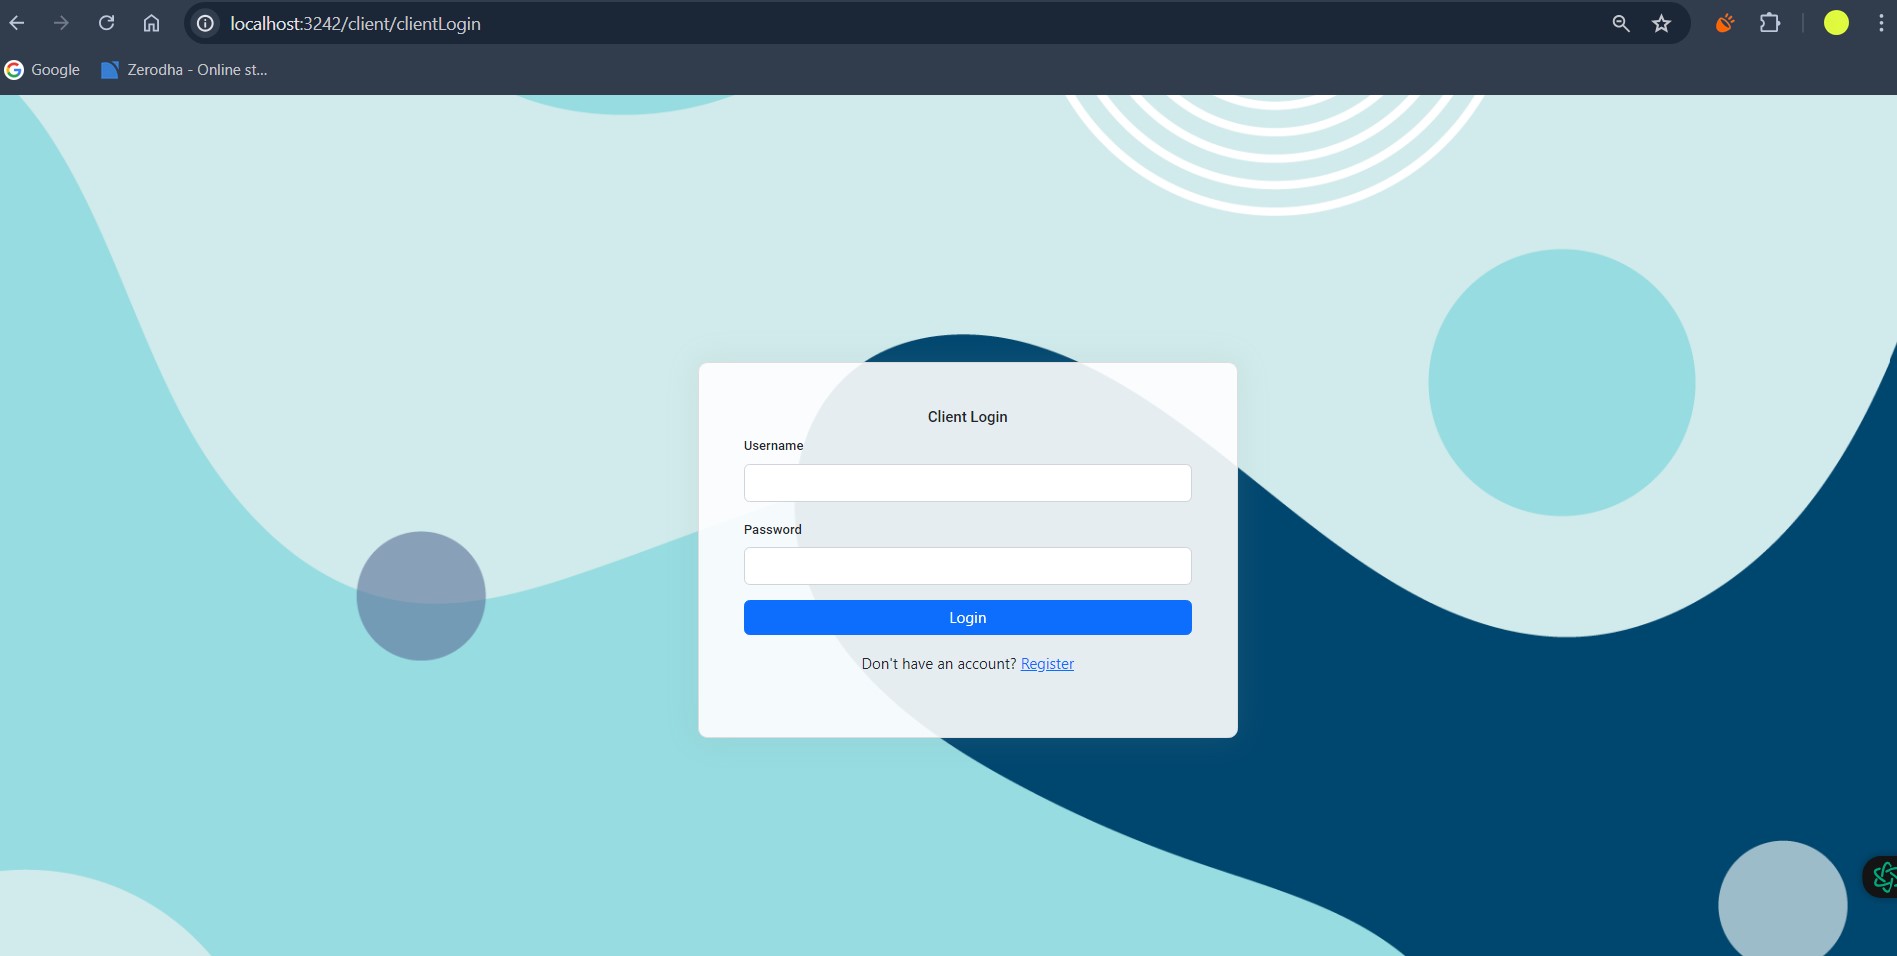 localhost:3242/client/clientLogin
Google
Zerodha - Online st...
Client Login
Username
Password
Login
Don't have an account? Register